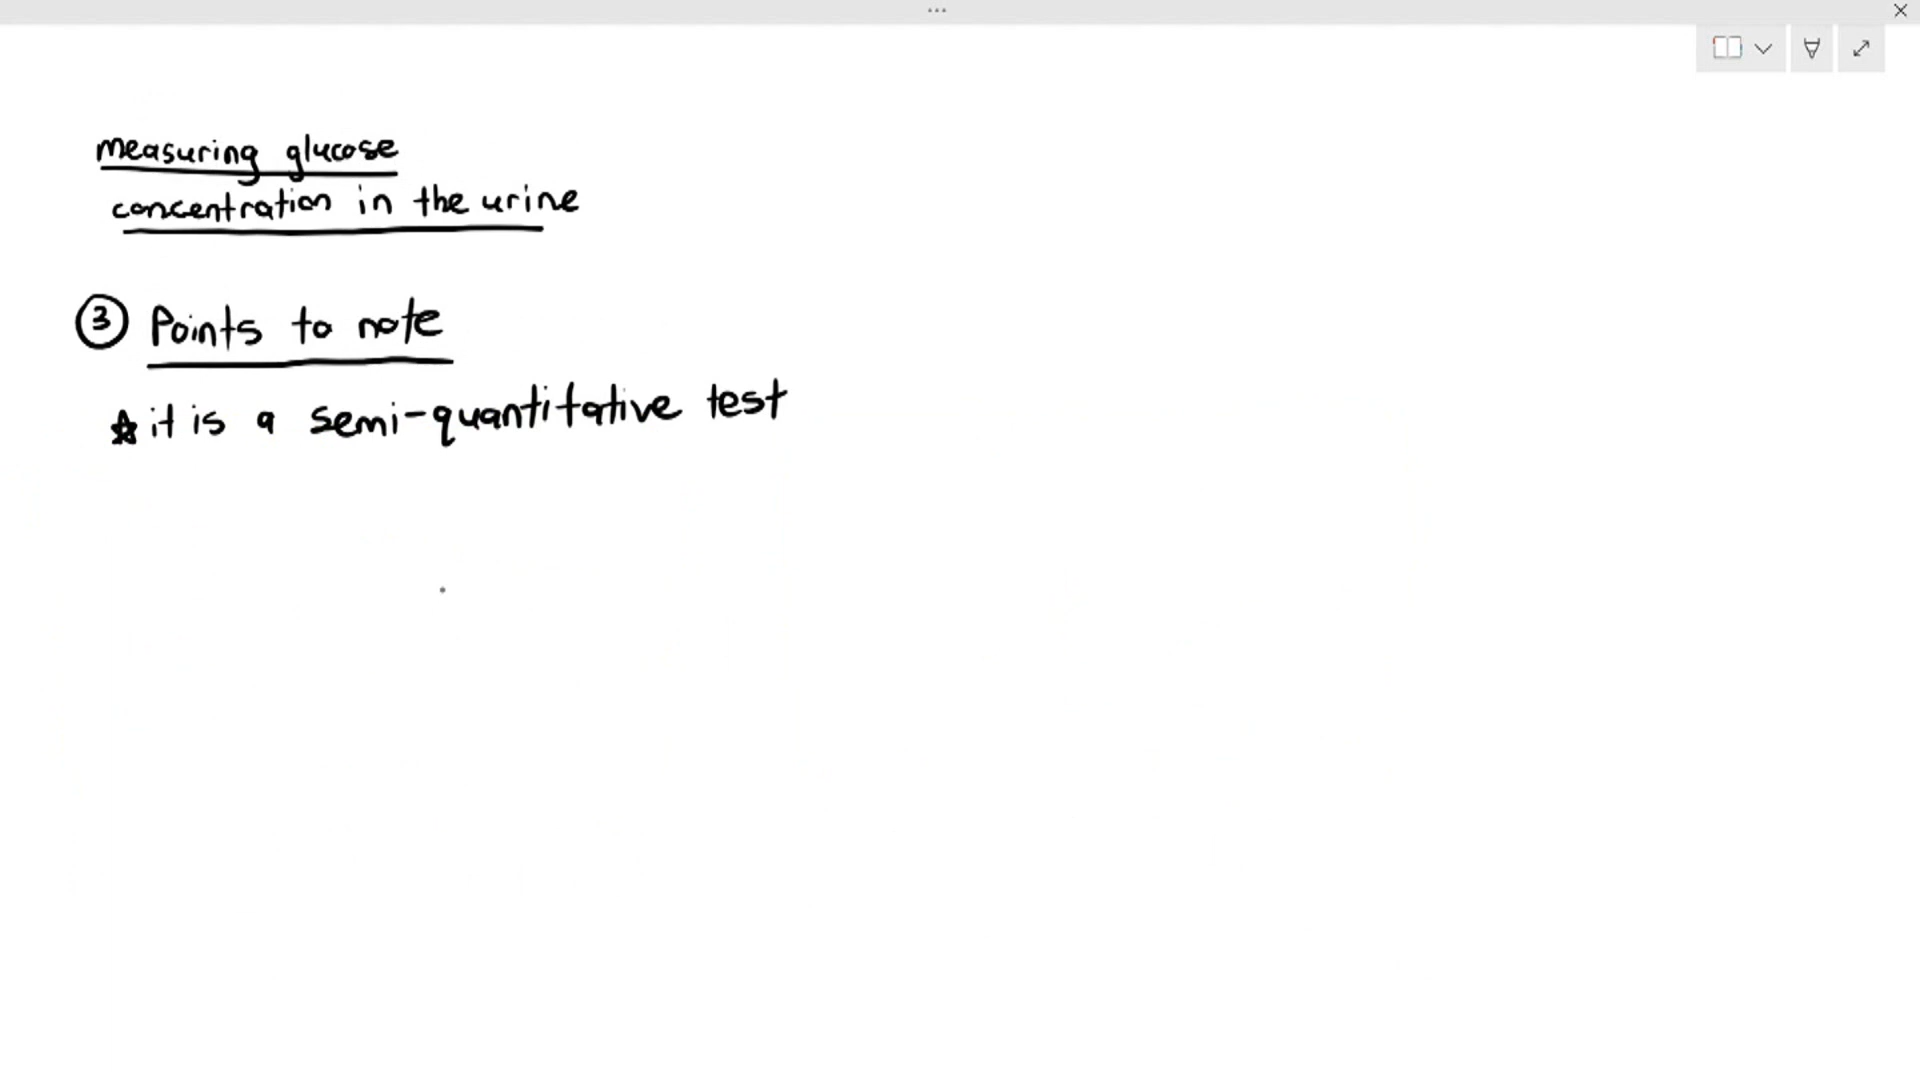 measuring glucose
concentration in the urine
③ Points to note
☆ it is a semi-quantitative test